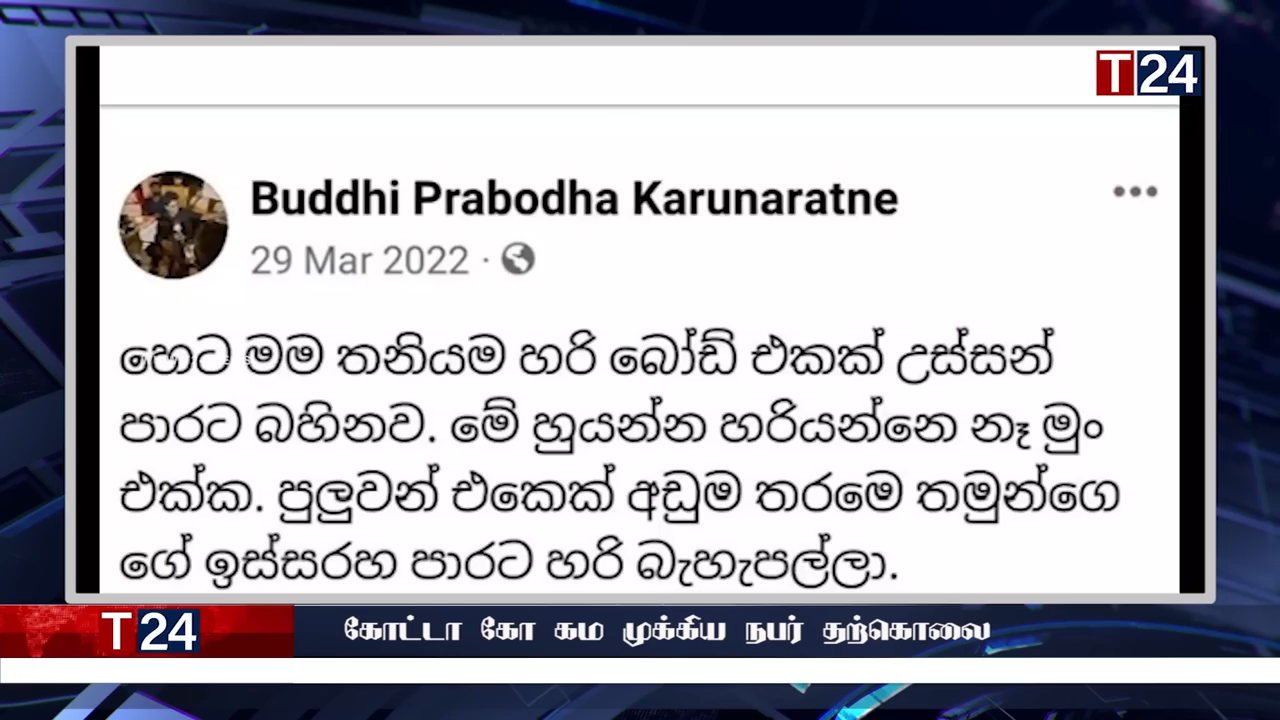 T24
Buddhi Prabodha Karunaratne
29 Mar 2022 ·
හෙට මම තනියම හරි බෝඩ් එකක් උස්සන්
පාරට බහිනව. මේ හුයන්න හරියන්නෙ නෑ මුං
එක්ක. පුලුවන් එකෙක් අඩුම තරමෙ තමුන්ගෙ
ගේ ඉස්සරහ පාරට හරි බැහැපල්ලා.
T24
கோட்டா கோ கம முக்கிய நபர் தற்கொலை